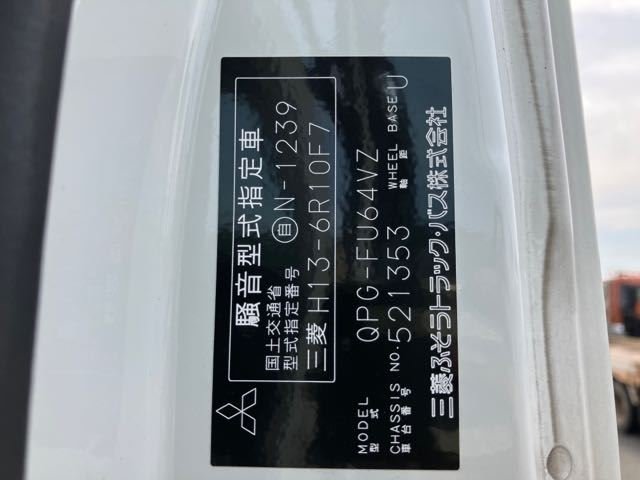 騒音型式指定車
国土交通省
型式指定番号
自 N-1239
三菱 H13-6R10F7
MODEL
型式
QPG-FU64VZ
CHASSIS NO.
車台番号
521353
WHEEL BASE
軸距
U
三菱ふそうトラック・バス株式会社